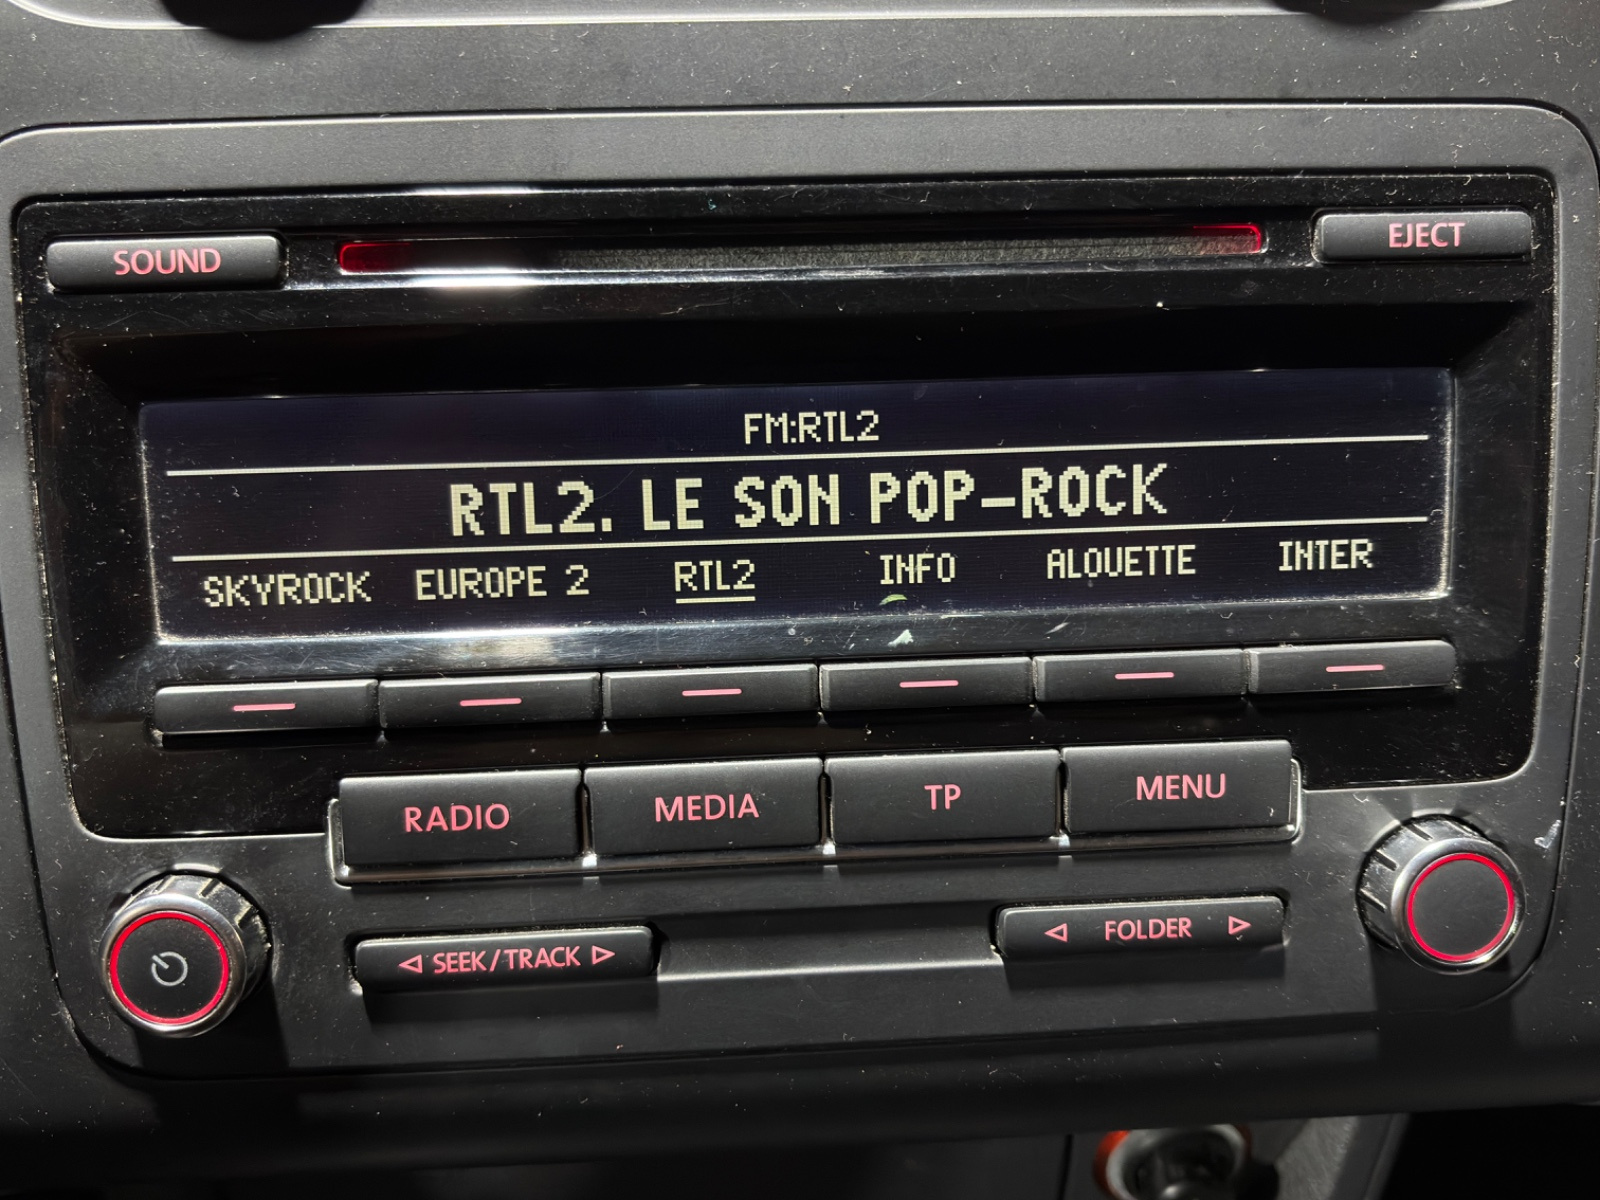 SOUND
EJECT
FM:RTL2
RTL2. LE SON POP-ROCK
SKYROCK EUROPE 2 RTL2 INFO ALOUETTE INTER
RADIO MEDIA TP MENU
SEEK/TRACK
FOLDER